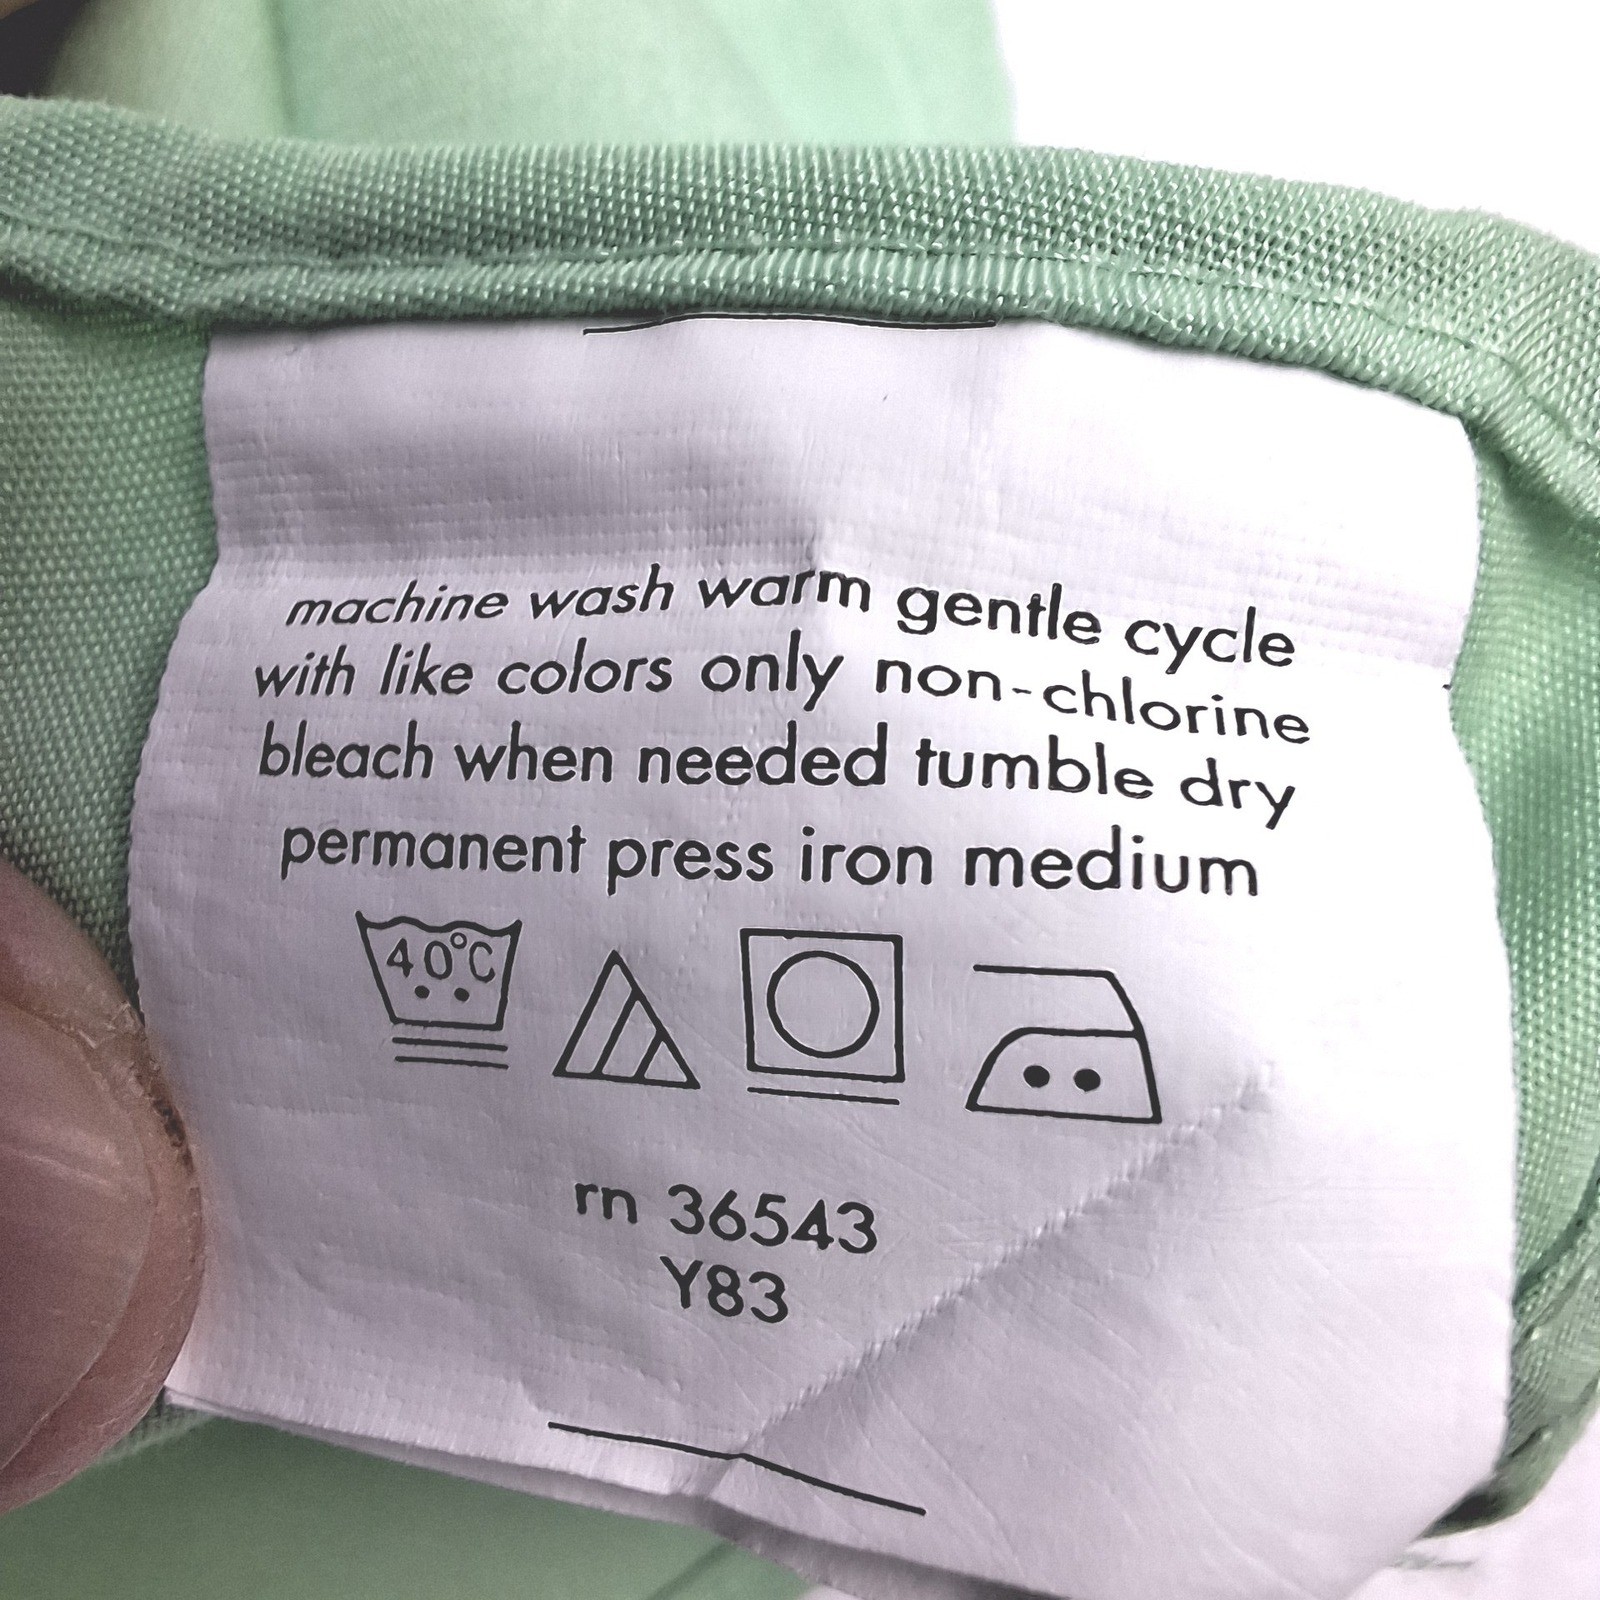 machine wash warm gentle cycle
with like colors only non-chlorine
bleach when needed tumble dry
permanent press iron medium
40°C
rn 36543
Y83